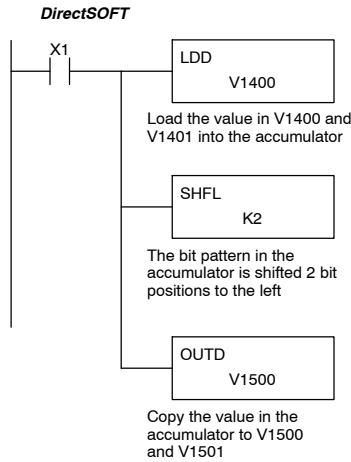 DirectSOFT
X1
LDD
V1400
Load the value in V1400 and
V1401 into the accumulator
SHFL
K2
The bit pattern in the
accumulator is shifted 2 bit
positions to the left
OUTD
V1500
Copy the value in the
accumulator to V1500
and V1501